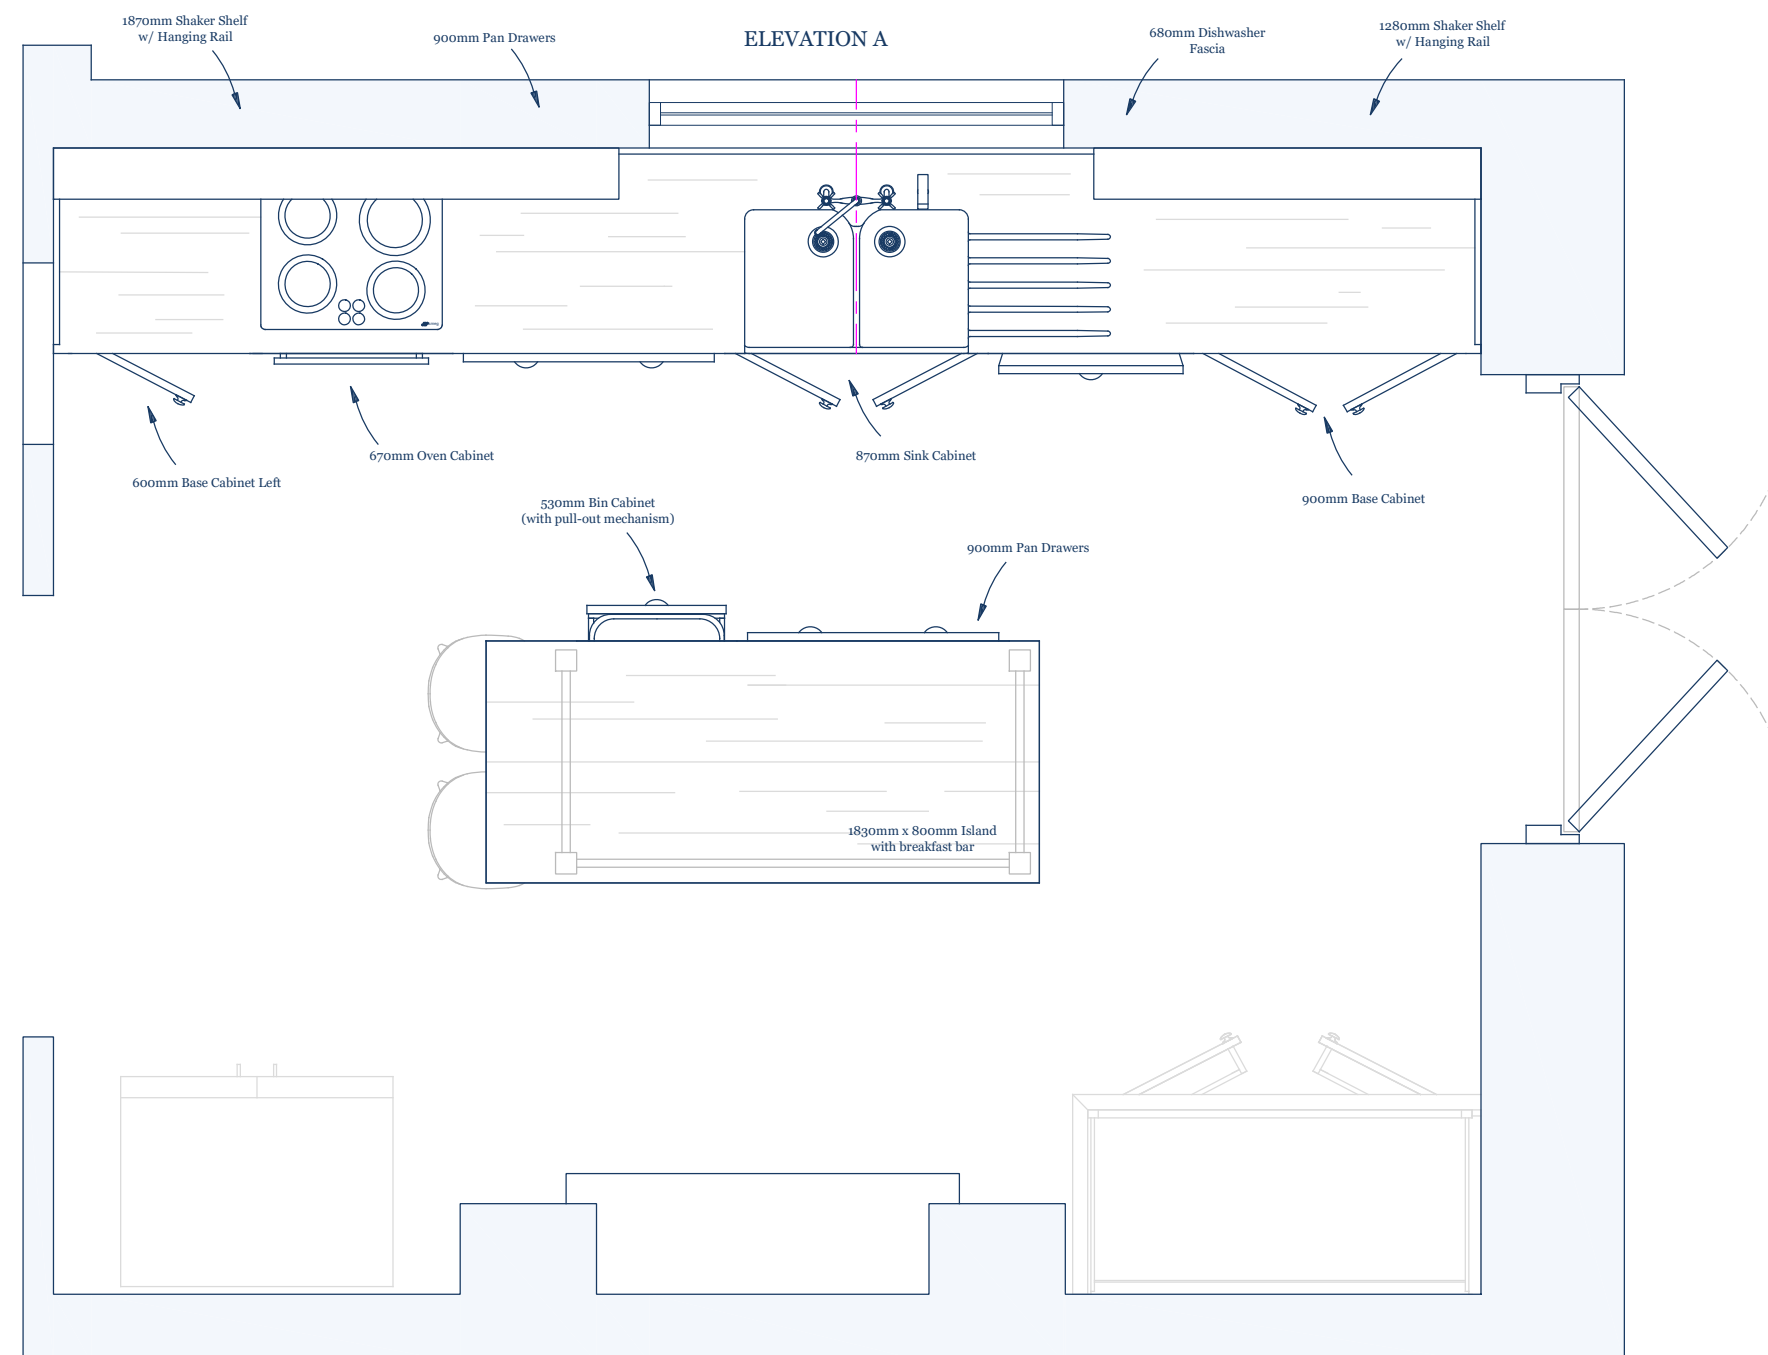 1870mm Shaker Shelf
w/ Hanging Rail
900mm Pan Drawers
ELEVATION A
680mm Dishwasher
Fascia
1280mm Shaker Shelf
w/ Hanging Rail
600mm Base Cabinet Left
670mm Oven Cabinet
870mm Sink Cabinet
900mm Base Cabinet
530mm Bin Cabinet
(with pull-out mechanism)
900mm Pan Drawers
1830mm x 800mm Island
with breakfast bar